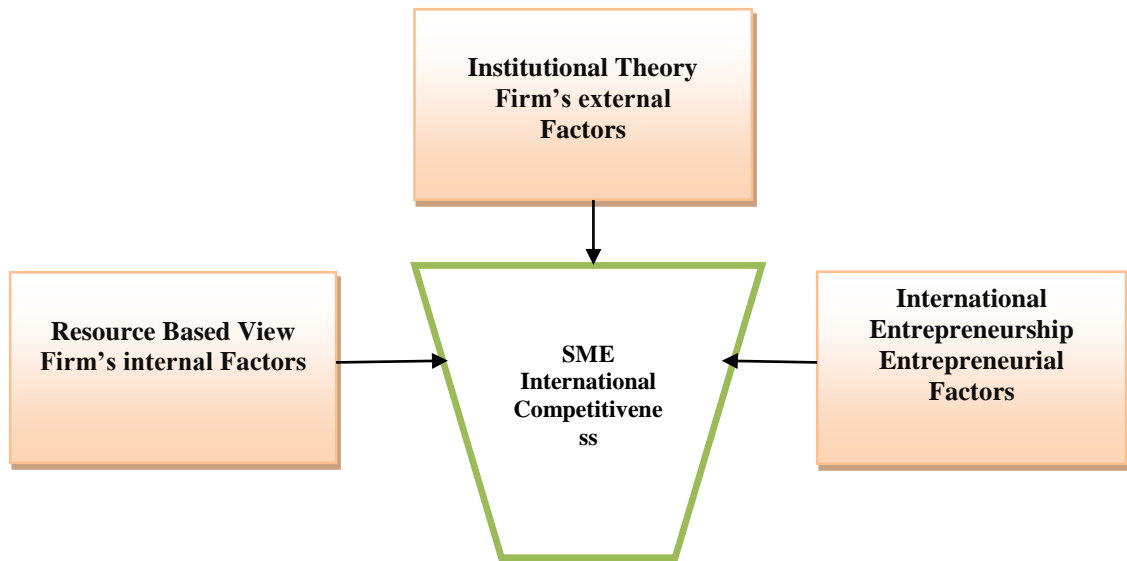 Institutional Theory
Firm’s external
Factors
Resource Based View
Firm’s internal Factors
SME
International
Competitivene
ss
International
Entrepreneurship
Entrepreneurial
Factors